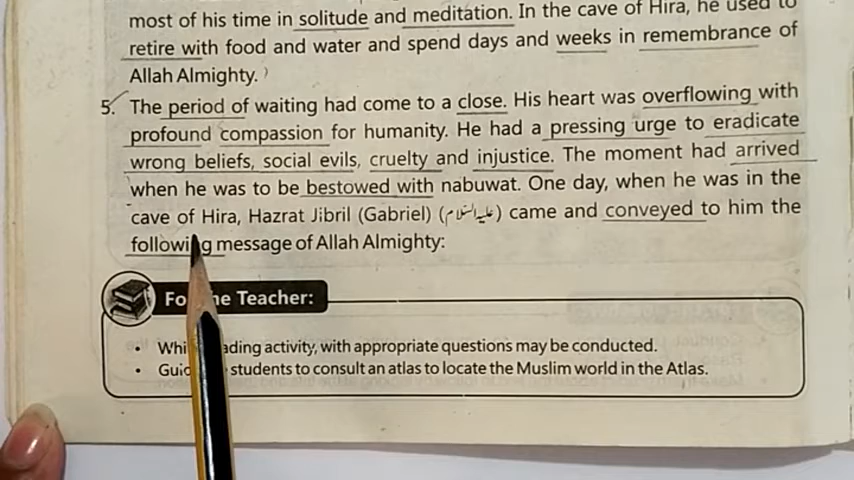 most of his time in solitude and meditation. In the cave of Hira, he used to
retire with food and water and spend days and weeks in remembrance of
Allah Almighty.
5. The period of waiting had come to a close. His heart was overflowing with
profound compassion for humanity. He had a pressing urge to eradicate
wrong beliefs, social evils, cruelty and injustice. The moment had arrived
when he was to be bestowed with nabuwat. One day, when he was in the
cave of Hira, Hazrat Jibril (Gabriel) (علیہ السلام) came and conveyed to him the
following message of Allah Almighty:
For the Teacher:
• Whi ading activity, with appropriate questions may be conducted.
• Gui students to consult an atlas to locate the Muslim world in the Atlas.